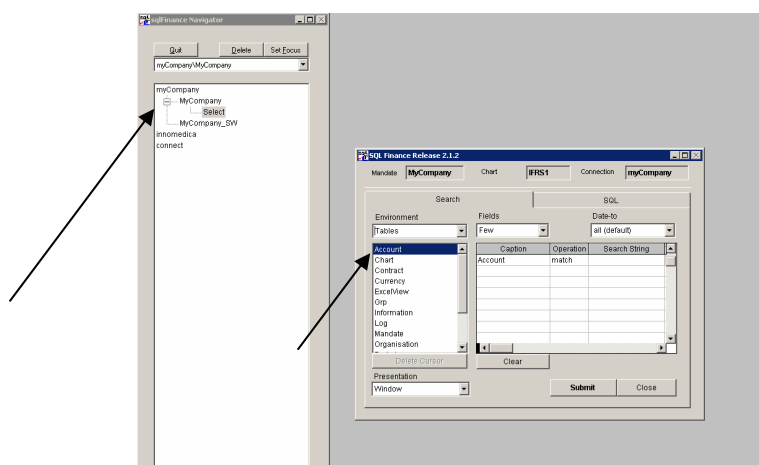 SqlFinance Navigator
Quit Delete Set Focus
myCompany\MyCompany
myCompany
MyCompany
Select
MyCompany_SW
innomedica
connect
SQL Finance Release 2.1.2
Mandate MyCompany Chart IFRS1 Connection myCompany
Search SQL
Environment Fields Date-to
Tables Few all (default)
Account
Chart
Contract
Currency
ExcelView
Grp
Information
Log
Mandate
Organisation
Caption Operation Search String
Account match
Delete Cursor Clear
Presentation
Window Submit Close